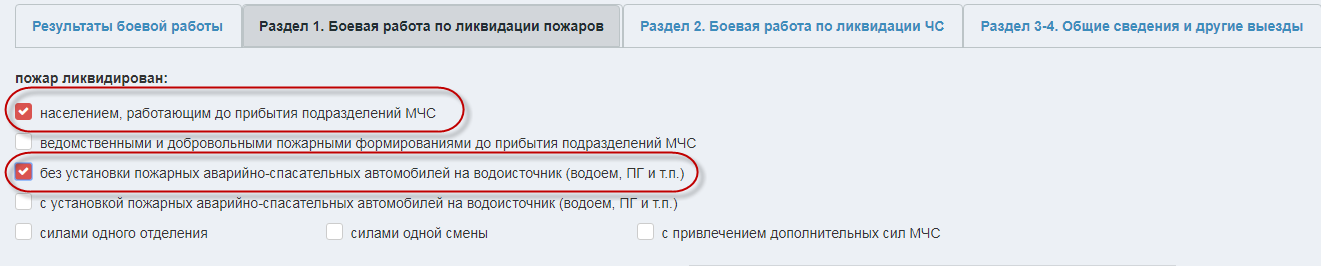 Результаты боевой работы Раздел 1. Боевая работа по ликвидации пожаров Раздел 2. Боевая работа по ликвидации ЧС Раздел 3-4. Общие сведения и другие выезды
пожар ликвидирован:
населением, работающим до прибытия подразделений МЧС
ведомственными и добровольными пожарными формированиями до прибытия подразделений МЧС
без установки пожарных аварийно-спасательных автомобилей на водоисточник (водоем, ПГ и т.п.)
с установкой пожарных аварийно-спасательных автомобилей на водоисточник (водоем, ПГ и т.п.)
силами одного отделения силами одной смены с привлечением дополнительных сил МЧС